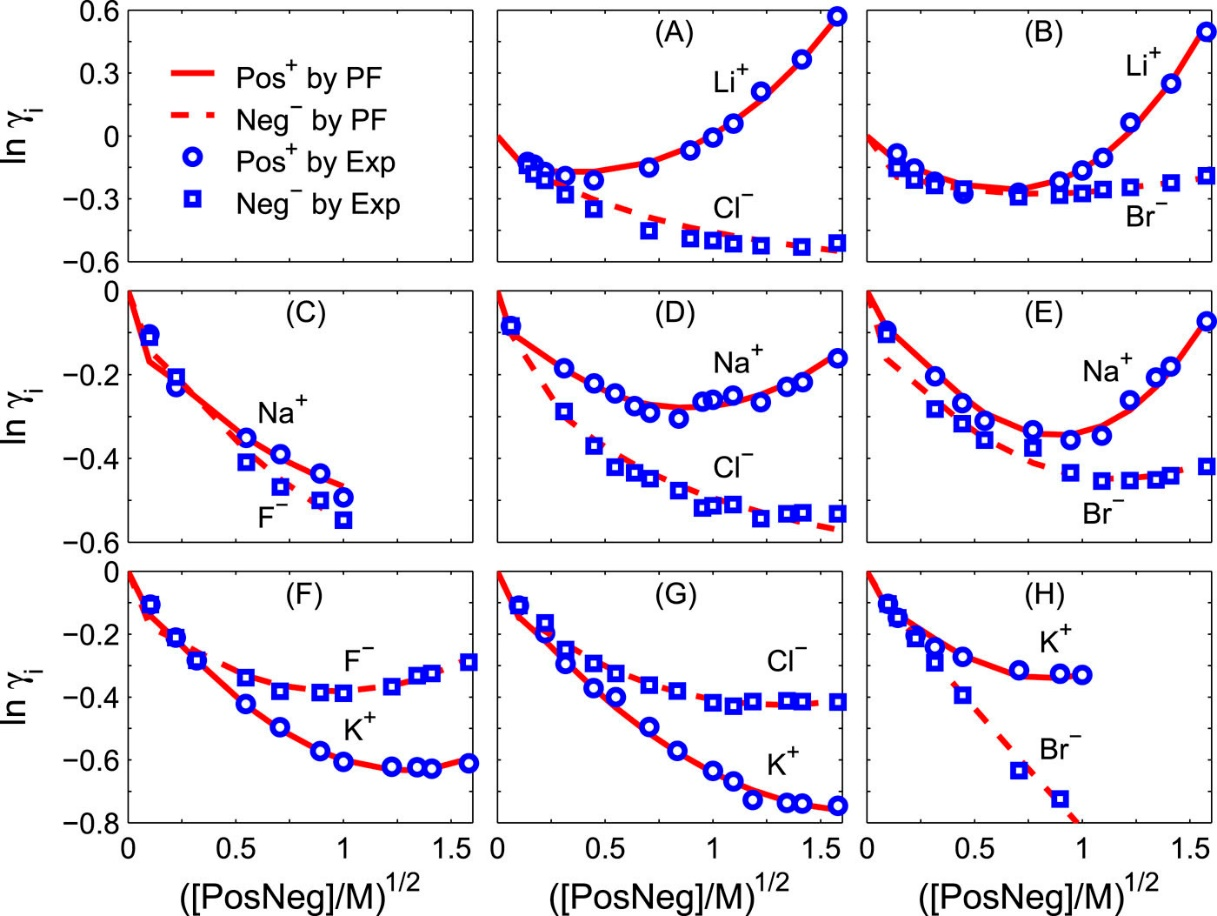 0.6
0.3
0
−0.3
−0.6
ln γi
Pos+ by PF
Neg− by PF
Pos+ by Exp
Neg− by Exp
(A)
Li+
Cl−
(B)
Li+
Br−
0
−0.2
−0.4
−0.6
ln γi
(C)
Na+
F−
(D)
Na+
Cl−
(E)
Na+
Br−
0
−0.2
−0.4
−0.6
−0.8
ln γi
(F)
F−
K+
(G)
Cl−
K+
(H)
K+
Br−
0 0.5 1 1.5
0 0.5 1 1.5
0 0.5 1 1.5
([PosNeg]/M)1/2
([PosNeg]/M)1/2
([PosNeg]/M)1/2